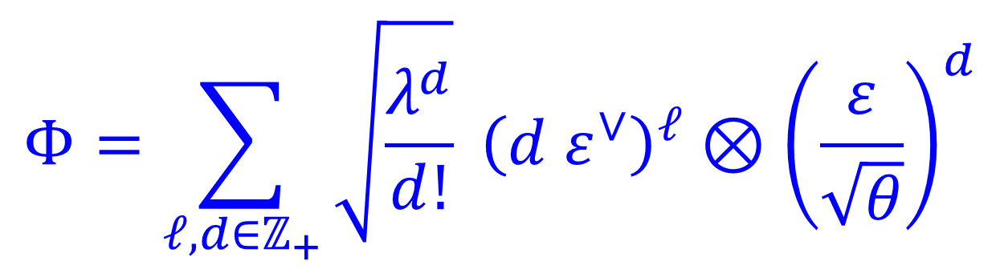 Φ = ∑_{ℓ,d∈ℤ₊} √(λ^d / d!) (d ε^∨)^ℓ ⊗ (ε / √θ)^d